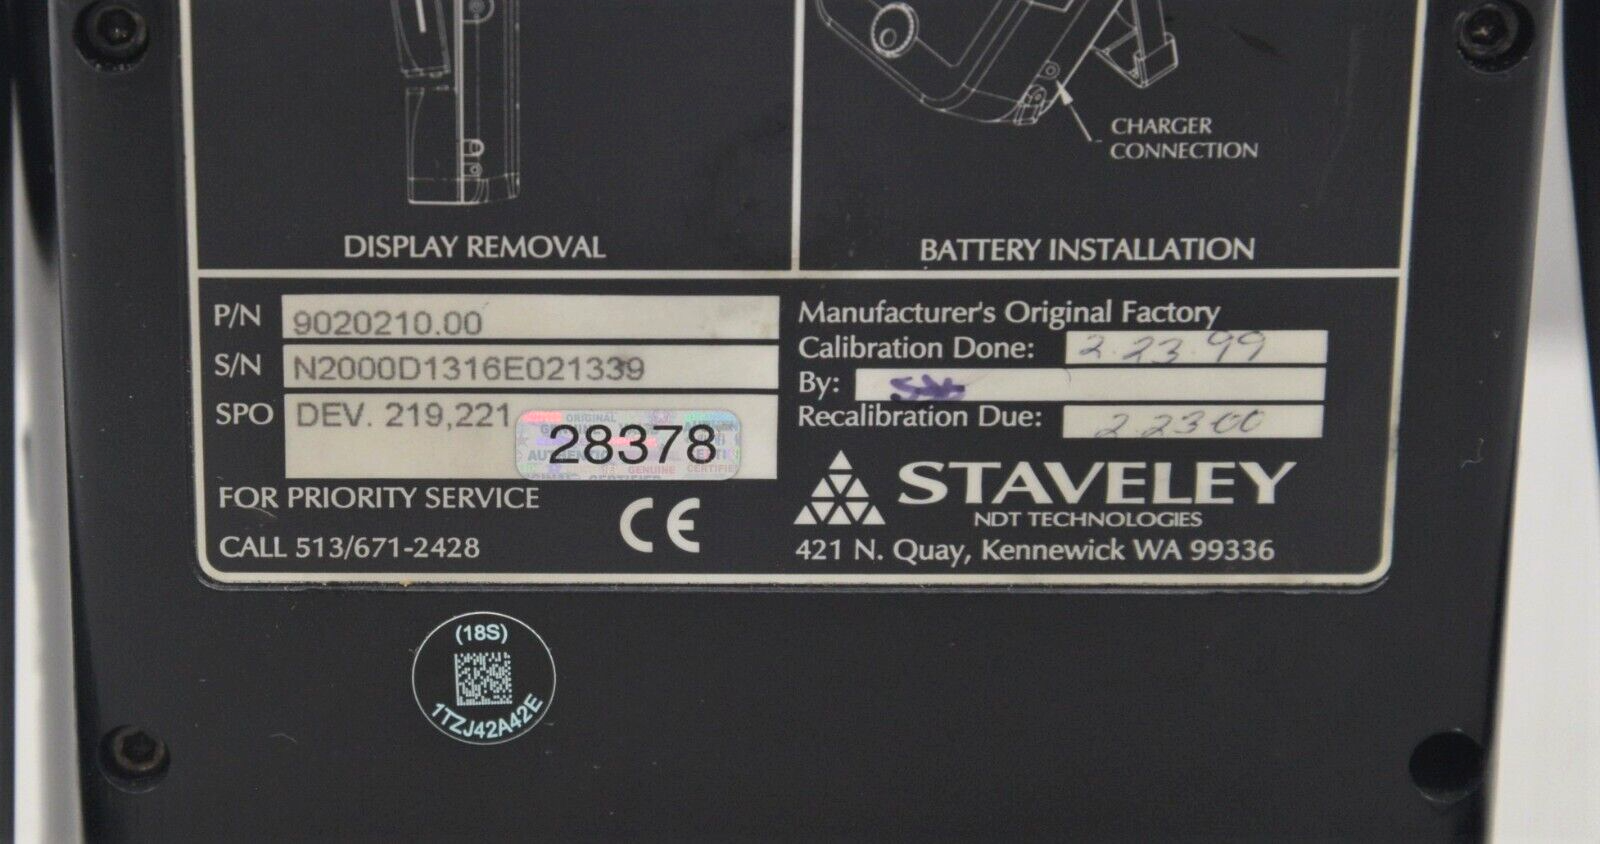 CHARGER
CONNECTION
DISPLAY REMOVAL
BATTERY INSTALLATION
P/N 9020210.00
S/N N2000D1316E021339
SPO DEV. 219,221
28378
FOR PRIORITY SERVICE
CALL 513/671-2428
CE
Manufacturer's Original Factory
Calibration Done: 2.23.99
By:
Recalibration Due: 2.23.00
STAVELEY
NDT TECHNOLOGIES
421 N. Quay, Kennewick WA 99336
(18S)
1TZJ42A42E